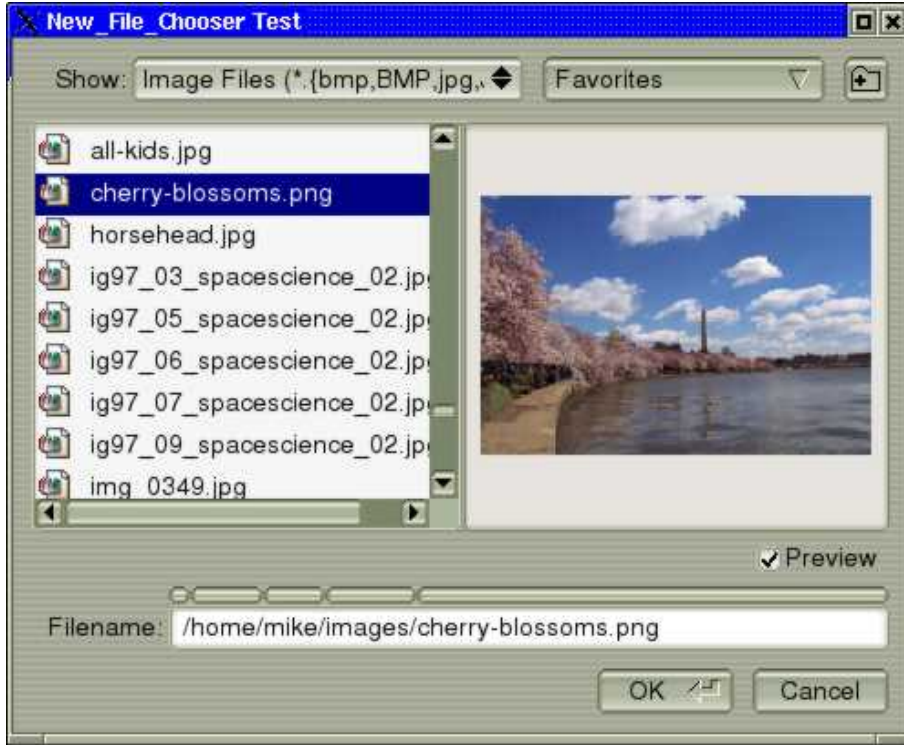 New_File_Chooser Test
Show: Image Files (*.{bmp,BMP,jpg, Favorites
all-kids.jpg
cherry-blossoms.png
horsehead.jpg
ig97_03_spacescience_02.jp
ig97_05_spacescience_02.jp
ig97_06_spacescience_02.jp
ig97_07_spacescience_02.jp
ig97_09_spacescience_02.jp
img_0349.jpg
Preview
Filename: /home/mike/images/cherry-blossoms.png
OK Cancel